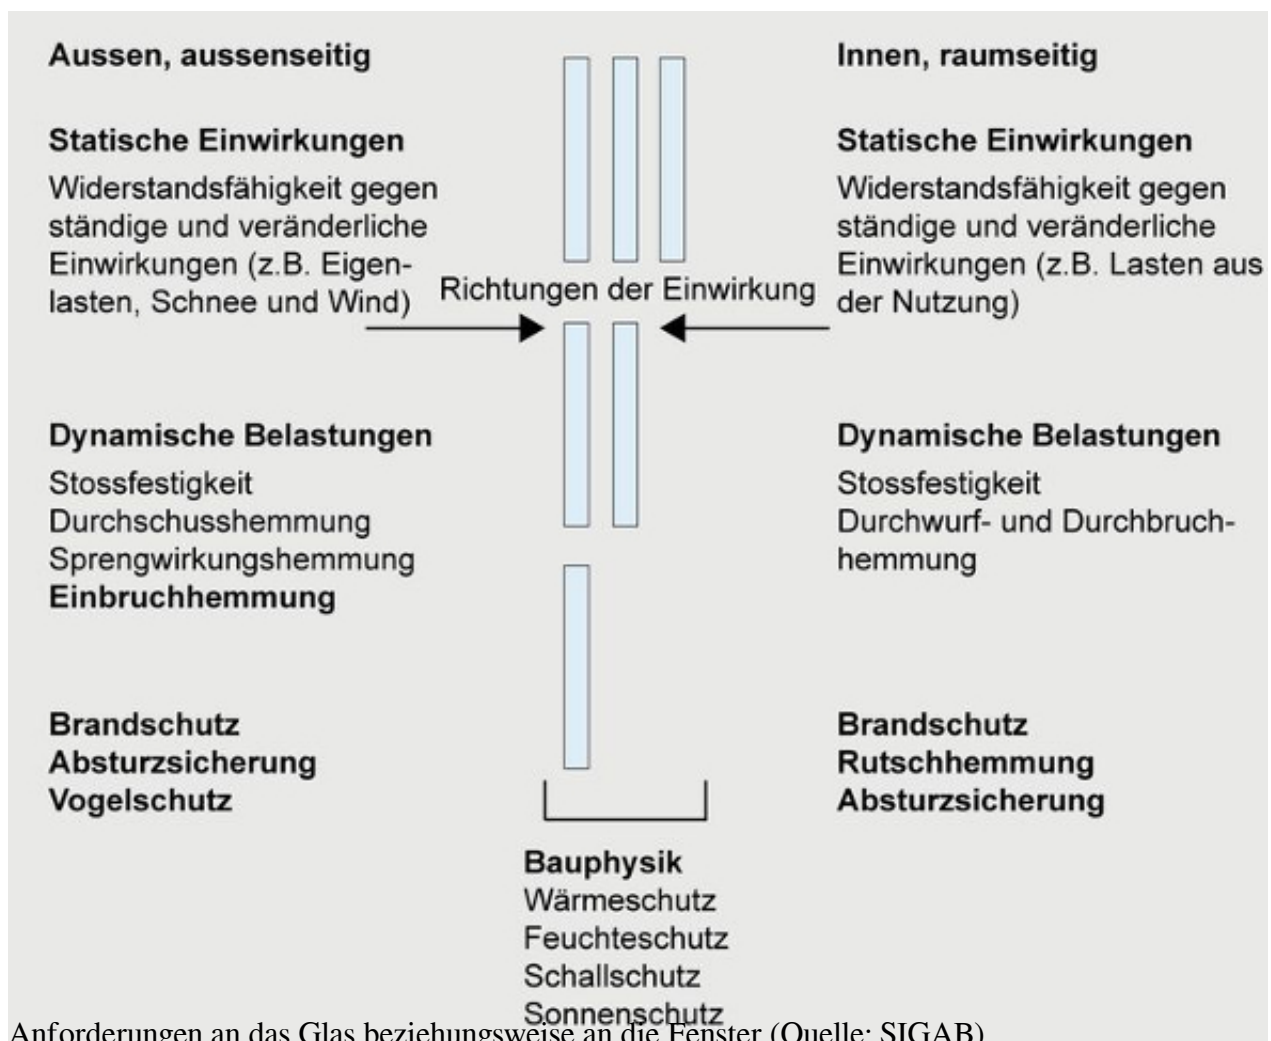 Aussen, aussenseitig
Statische Einwirkungen
Widerstandsfähigkeit gegen
ständige und veränderliche
Einwirkungen (z.B. Eigen-
lasten, Schnee und Wind)
Dynamische Belastungen
Stossfestigkeit
Durchschusshemmung
Sprengwirkungshemmung
Einbruchhemmung
Brandschutz
Absturzsicherung
Vogelschutz
Richtungen der Einwirkung
Innen, raumseitig
Statische Einwirkungen
Widerstandsfähigkeit gegen
ständige und veränderliche
Einwirkungen (z.B. Lasten aus
der Nutzung)
Dynamische Belastungen
Stossfestigkeit
Durchwurf- und Durchbruch-
hemmung
Brandschutz
Rutschhemmung
Absturzsicherung
Bauphysik
Wärmeschutz
Feuchteschutz
Schallschutz
Sonnenschutz
Anforderungen an das Glas beziehungsweise an die Fenster (Quelle: SIGAB)